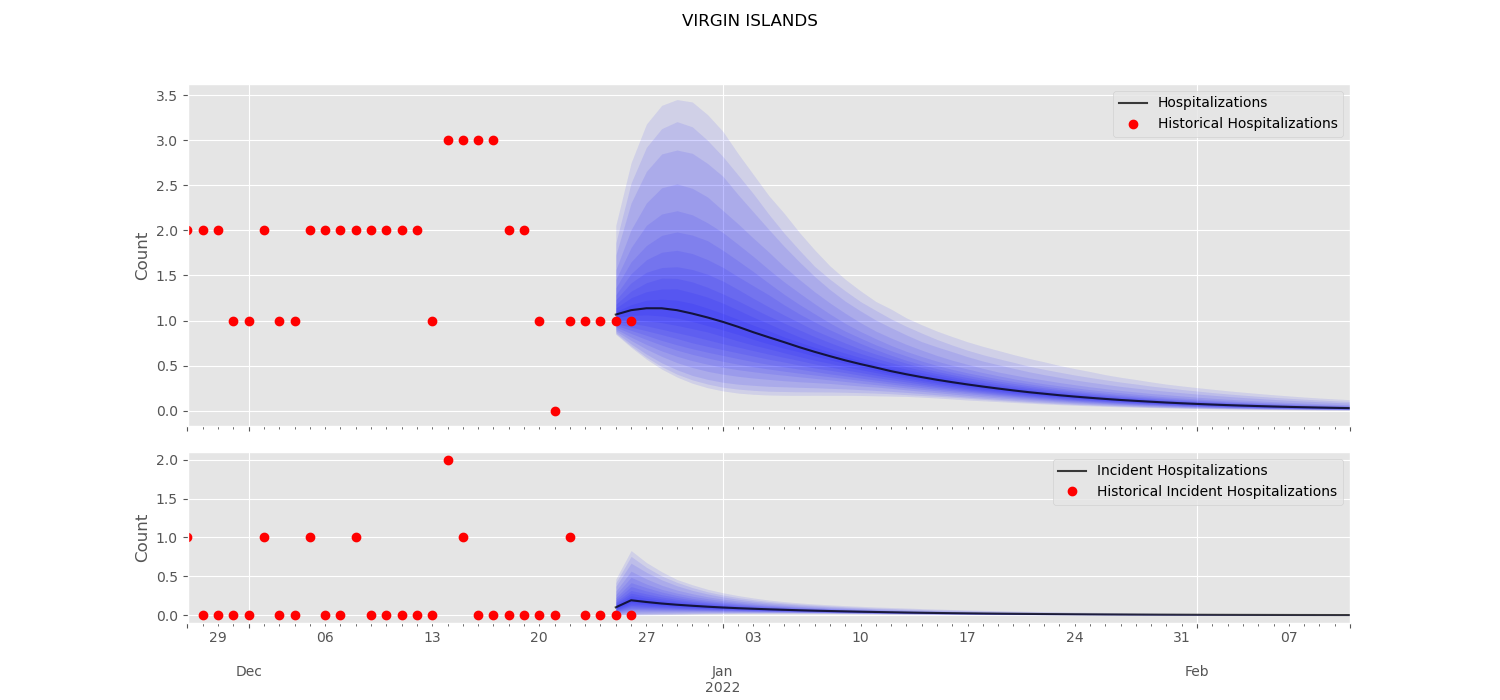 VIRGIN ISLANDS
3.5
3.0
2.5
2.0
1.5
1.0
0.5
0.0
Count
Hospitalizations
Historical Hospitalizations
2.0
1.5
1.0
0.5
0.0
Count
Incident Hospitalizations
Historical Incident Hospitalizations
29 06 13 20 27 03 10 17 24 31 07
Dec Jan Feb
2022